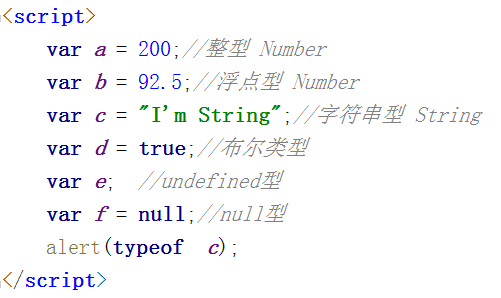 <script>
var a = 200;//整型 Number
var b = 92.5;//浮点型 Number
var c = "I'm String";//字符串型 String
var d = true;//布尔类型
var e;  //undefined型
var f = null;//null型
alert(typeof  c);
</script>